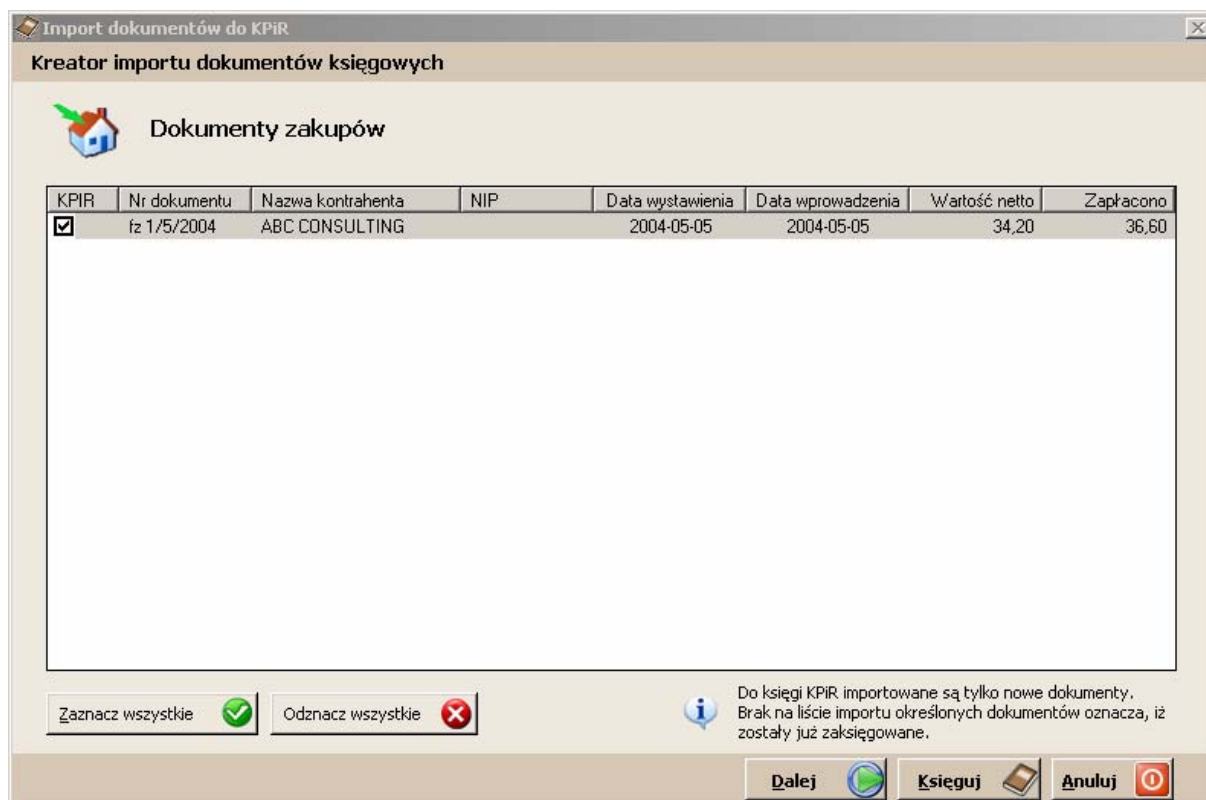 Import dokumentów do KPiR
Kreator importu dokumentów księgowych
Dokumenty zakupów
KPIR Nr dokumentu Nazwa kontrahenta NIP Data wystawienia Data wprowadzenia Wartość netto Zapłacono
fz 1/5/2004 ABC CONSULTING 2004-05-05 2004-05-05 34,20 36,60
Zaznacz wszystkie Odznacz wszystkie
Do księgi KPiR importowane są tylko nowe dokumenty.
Brak na liście importu określonych dokumentów oznacza, iż
zostały już zaksięgowane.
Dalej Księguj Anuluj